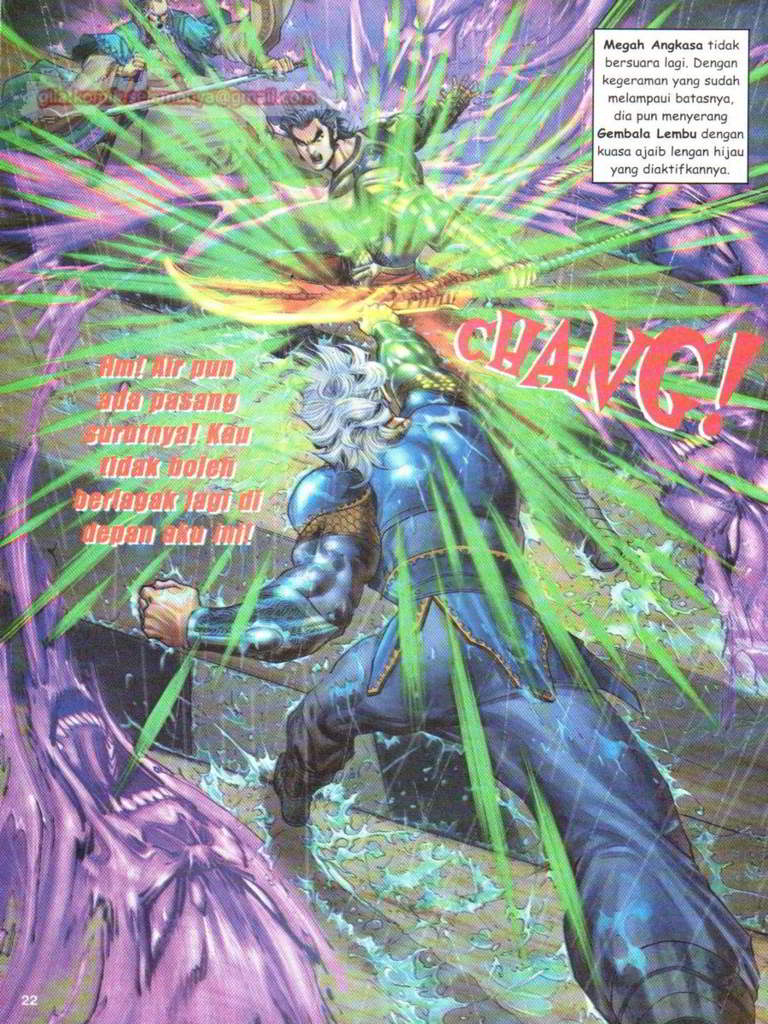 Megah Angkasa tidak
bersuara lagi. Dengan
kegeraman yang sudah
melampaui batasnya,
dia pun menyerang
Gembala Lembu dengan
kuasa ajaib lengan hijau
yang diaktifkannya.
CHANG!
Hm! Air pun
ada pasang
surutnya! Kau
tidak boleh
berlagak lagi di
depan aku ini!
22